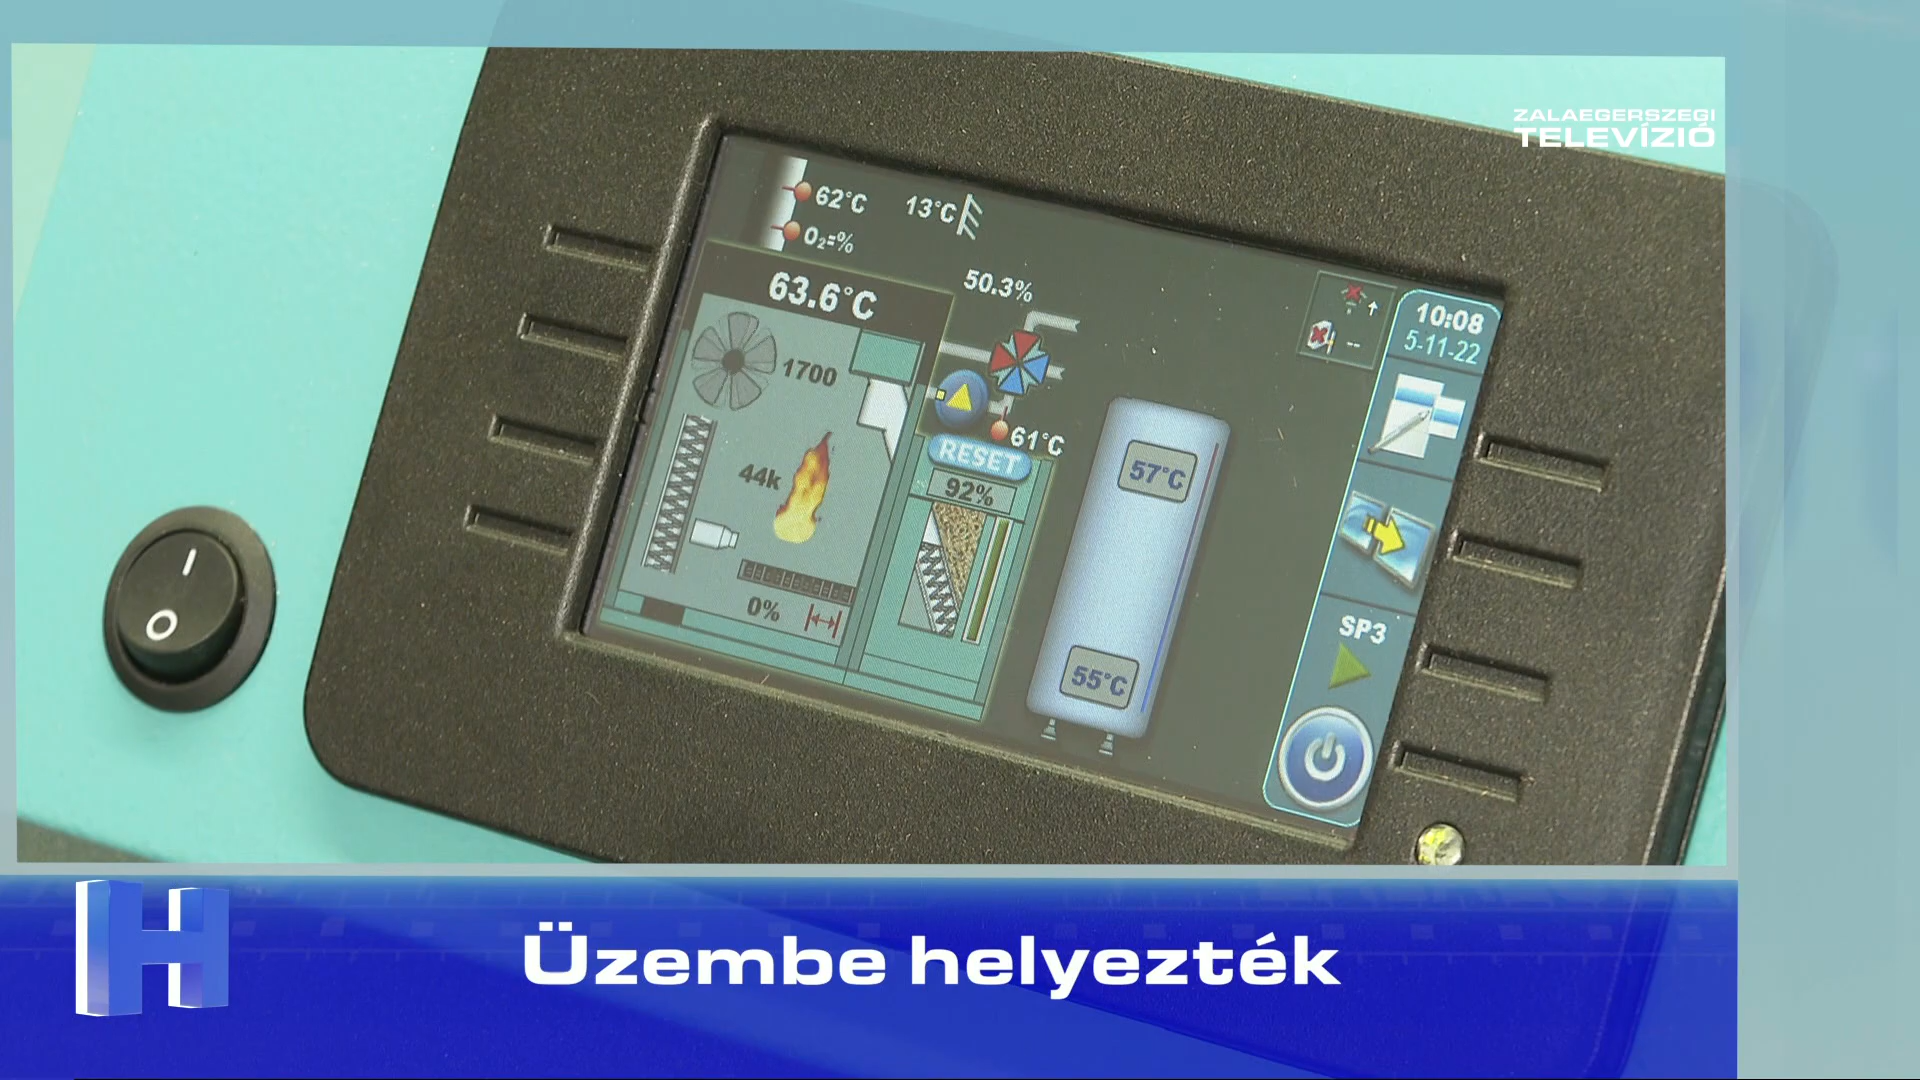 ZALAEGERSZEGI
TELEVÍZIÓ
62°C
13°C
O₂=%
63.6°C
50.3%
1700
61°C
RESET
92%
44k
0%
57°C
55°C
10:08
5-11-22
SP3
--
I
O
H
Üzembe helyezték